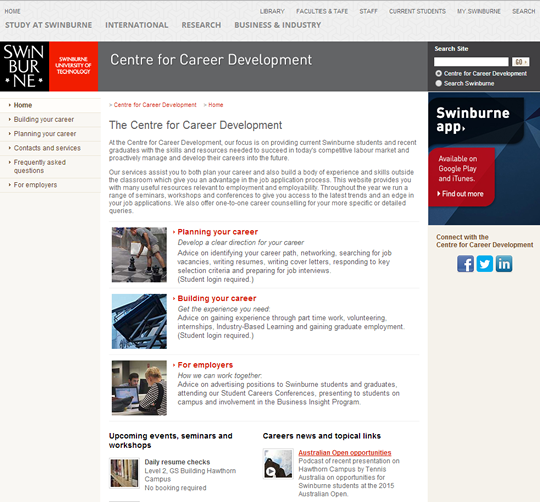 HOME
LIBRARY FACULTIES & TAFE STAFF CURRENT STUDENTS MY.SWINBURNE SEARCH
STUDY AT SWINBURNE INTERNATIONAL RESEARCH BUSINESS & INDUSTRY
SWIN
BUR
NE
SWINBURNE
UNIVERSITY OF
TECHNOLOGY
Centre for Career Development
Search Site
GO
Centre for Career Development
Search Swinburne
Home
Building your career
Planning your career
Contacts and services
Frequently asked
questions
For employers
> Centre for Career Development > Home
The Centre for Career Development
At the Centre for Career Development, our focus is on providing current Swinburne students and recent
graduates with the skills and resources needed to succeed in today's competitive labour market and
proactively manage and develop their careers into the future.
Our services assist you to both plan your career and also build a body of experience and skills outside
the classroom which give you an advantage in the job application process. This website provides you
with many useful resources relevant to employment and employability. Throughout the year we run a
range of seminars, workshops and conferences to give you access to the latest trends and an edge in
your job applications. We also offer one-to-one career counselling for your more specific or detailed
queries.
Planning your career
Develop a clear direction for your career
Advice on identifying your career path, networking, searching for job
vacancies, writing resumes, writing cover letters, responding to key
selection criteria and preparing for job interviews.
(Student login required.)
Building your career
Get the experience you need:
Advice on gaining experience through part time work, volunteering,
internships, Industry-Based Learning and gaining graduate employment.
(Student login required.)
For employers
How we can work together:
Advice on advertising positions to Swinburne students and graduates,
attending our Student Careers Conferences, presenting to students on
campus and involvement in the Business Insight Program.
Upcoming events, seminars and
workshops
Daily resume checks
Level 2, GS Building Hawthorn
Campus
No booking required
Careers news and topical links
Australian Open opportunities
Podcast of recent presentation on
Hawthorn Campus by Tennis
Australia on opportunities for
Swinburne students at the 2015
Australian Open.
Swinburne
app
Available on
Google Play
and iTunes.
Find out more
Connect with the
Centre for Career Development